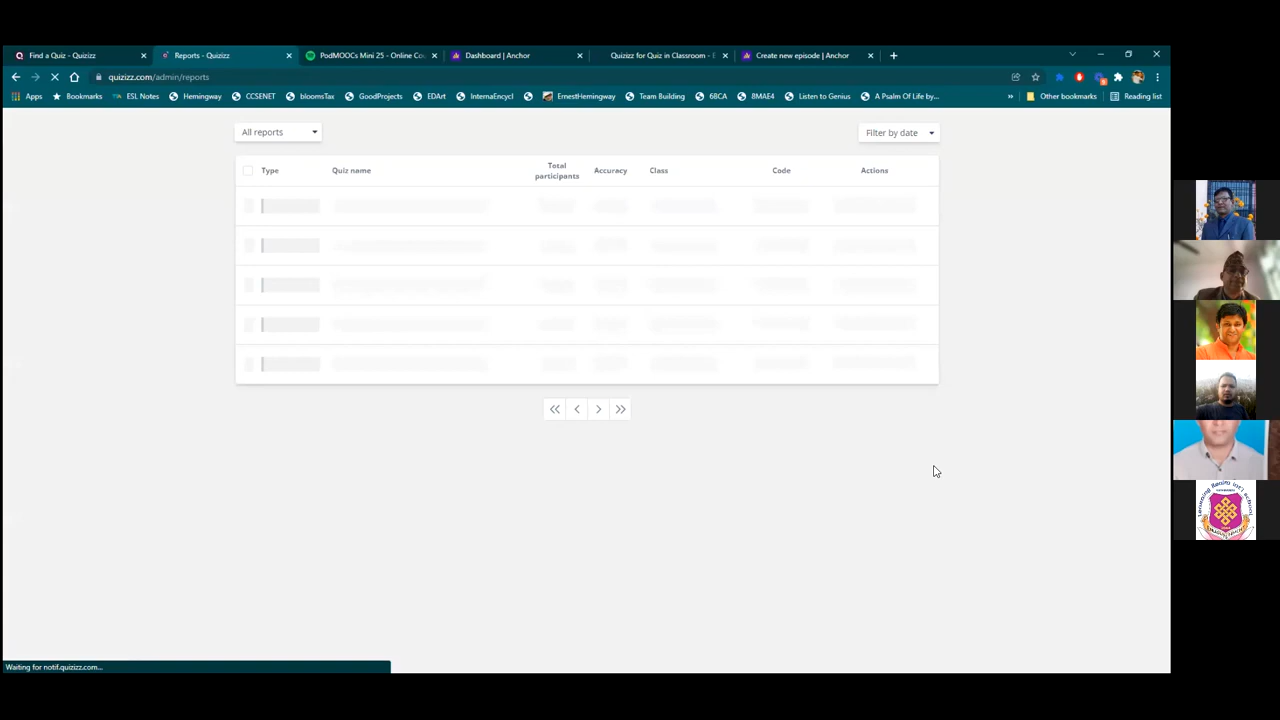 Find a Quiz - Quizizz
Reports - Quizizz
PodMOOCs Mini 25 - Online Co
Dashboard | Anchor
Quizizz for Quiz in Classroom -
Create new episode | Anchor
quizizz.com/admin/reports
Apps
Bookmarks
ESL Notes
Hemingway
CCSENET
bloomsTax
GoodProjects
EDArt
InternaEncycl
ErnestHemingway
Team Building
6BCA
8MAE4
Listen to Genius
A Psalm Of Life by...
»
Other bookmarks
Reading list
All reports
Filter by date
Type
Quiz name
Total
participants
Accuracy
Class
Code
Actions
Waiting for notif.quizizz.com...